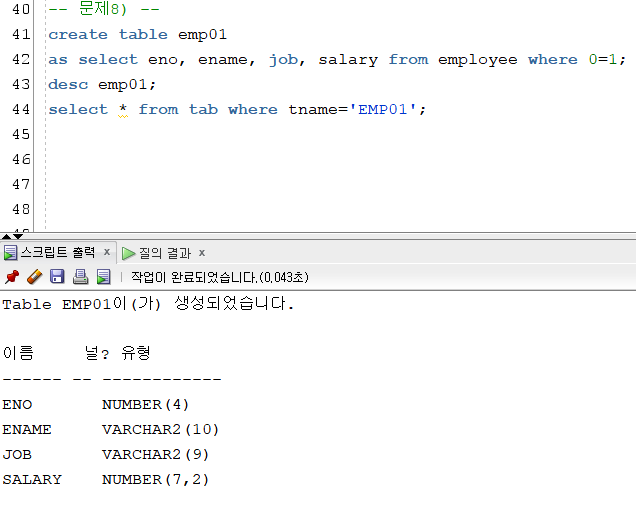 40 -- 문제8) --
41 create table emp01
42 as select eno, ename, job, salary from employee where 0=1;
43 desc emp01;
44 select * from tab where tname='EMP01';
45
46
47
48
스크립트 출력 x 질의 결과 x
작업이 완료되었습니다.(0,043초)
Table EMP01이(가) 생성되었습니다.
이름 널? 유형
------ -- ------------
ENO NUMBER(4)
ENAME VARCHAR2(10)
JOB VARCHAR2(9)
SALARY NUMBER(7,2)